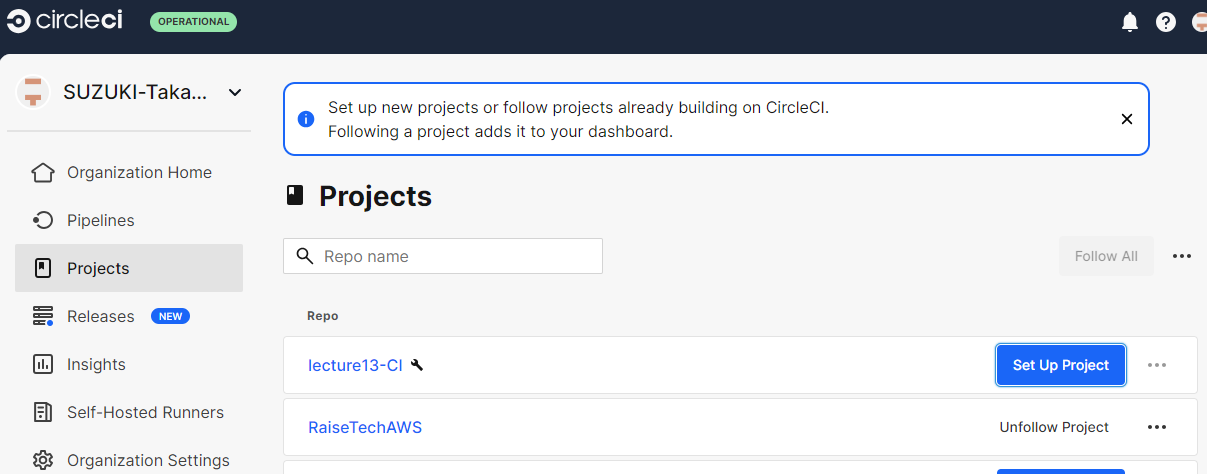 circleci OPERATIONAL
SUZUKI-Taka...
Organization Home
Pipelines
Projects
Releases NEW
Insights
Self-Hosted Runners
Organization Settings
Set up new projects or follow projects already building on CircleCI.
Following a project adds it to your dashboard.
Projects
Repo name
Follow All
Repo
lecture13-CI Set Up Project
RaiseTechAWS Unfollow Project